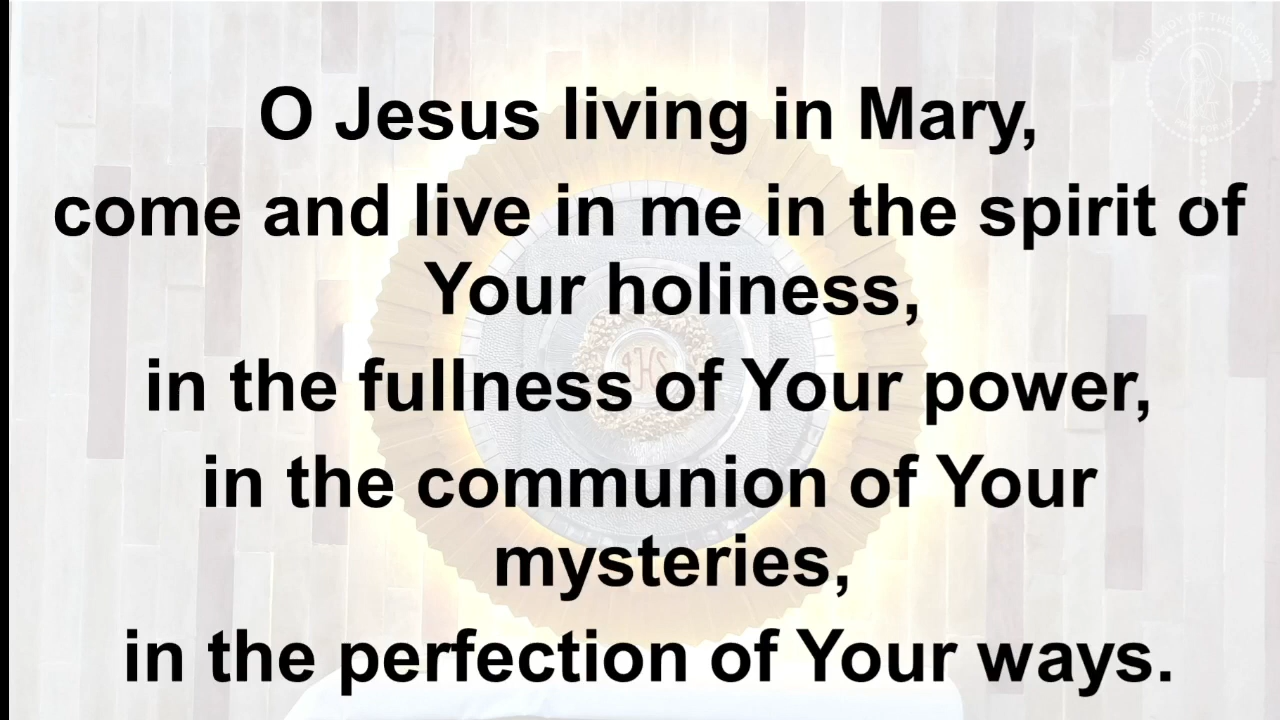 O Jesus living in Mary,
come and live in me in the spirit of
Your holiness,
in the fullness of Your power,
in the communion of Your
mysteries,
in the perfection of Your ways.
IHS